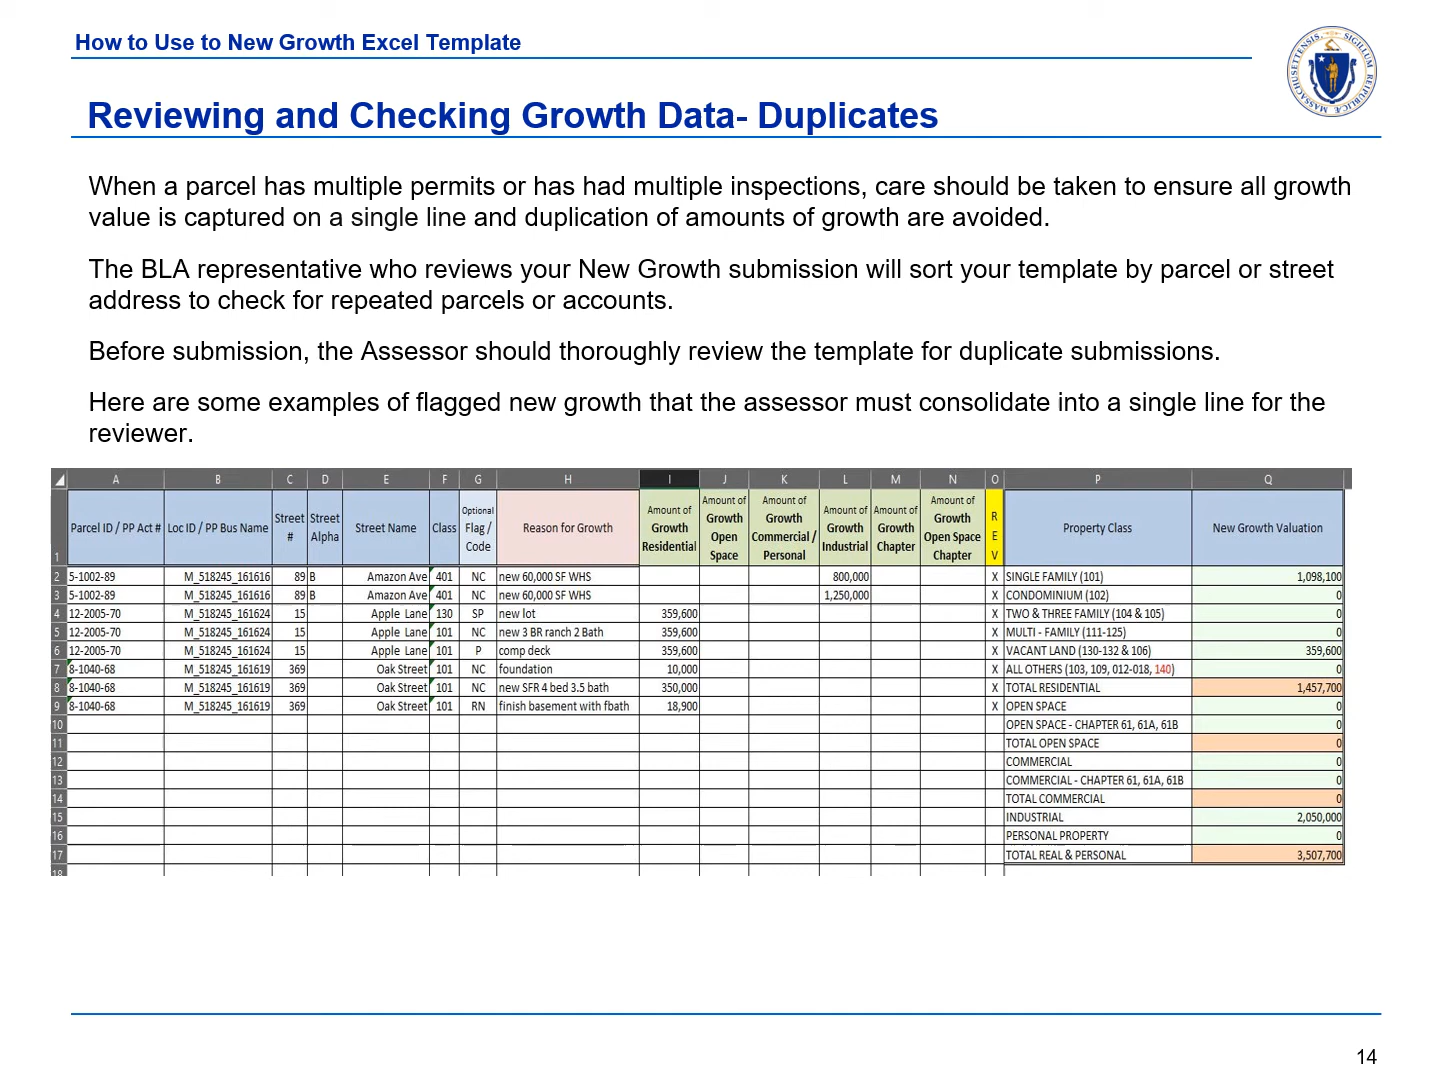 How to Use to New Growth Excel Template
Reviewing and Checking Growth Data- Duplicates
When a parcel has multiple permits or has had multiple inspections, care should be taken to ensure all growth
value is captured on a single line and duplication of amounts of growth are avoided.
The BLA representative who reviews your New Growth submission will sort your template by parcel or street
address to check for repeated parcels or accounts.
Before submission, the Assessor should thoroughly review the template for duplicate submissions.
Here are some examples of flagged new growth that the assessor must consolidate into a single line for the
reviewer.
A B C D E F G H I J K L M N O P Q
1 Parcel ID / PP Act # Loc ID / PP Bus Name Street # Street Alpha Street Name Class Optional Flag / Code Reason for Growth Amount of Growth Residential Amount of Growth Open Space Amount of Growth Commercial / Personal Amount of Growth Industrial Amount of Growth Chapter Amount of Growth Open Space Chapter R E V Property Class New Growth Valuation
2 5-1002-89 M_518245_161616 89 B Amazon Ave 401 NC new 60,000 SF WHS 800,000 X SINGLE FAMILY (101) 1,098,100
3 5-1002-89 M_518245_161616 89 B Amazon Ave 401 NC new 60,000 SF WHS 1,250,000 X CONDOMINIUM (102) 0
4 12-2005-70 M_518245_161624 15 Apple Lane 130 SP new lot 359,600 X TWO & THREE FAMILY (104 & 105) 0
5 12-2005-70 M_518245_161624 15 Apple Lane 101 NC new 3 BR ranch 2 Bath 359,600 X MULTI - FAMILY (111-125) 0
6 12-2005-70 M_518245_161624 15 Apple Lane 101 P comp deck 359,600 X VACANT LAND (130-132 & 106) 359,600
7 8-1040-68 M_518245_161619 369 Oak Street 101 NC foundation 10,000 X ALL OTHERS (103, 109, 012-018, 140) 0
8 8-1040-68 M_518245_161619 369 Oak Street 101 NC new SFR 4 bed 3.5 bath 350,000 X TOTAL RESIDENTIAL 1,457,700
9 8-1040-68 M_518245_161619 369 Oak Street 101 RN finish basement with fbath 18,900 X OPEN SPACE 0
10 OPEN SPACE - CHAPTER 61, 61A, 61B 0
11 TOTAL OPEN SPACE 0
12 COMMERCIAL 0
13 COMMERCIAL - CHAPTER 61, 61A, 61B 0
14 TOTAL COMMERCIAL 0
15 INDUSTRIAL 2,050,000
16 PERSONAL PROPERTY 0
17 TOTAL REAL & PERSONAL 3,507,700
14